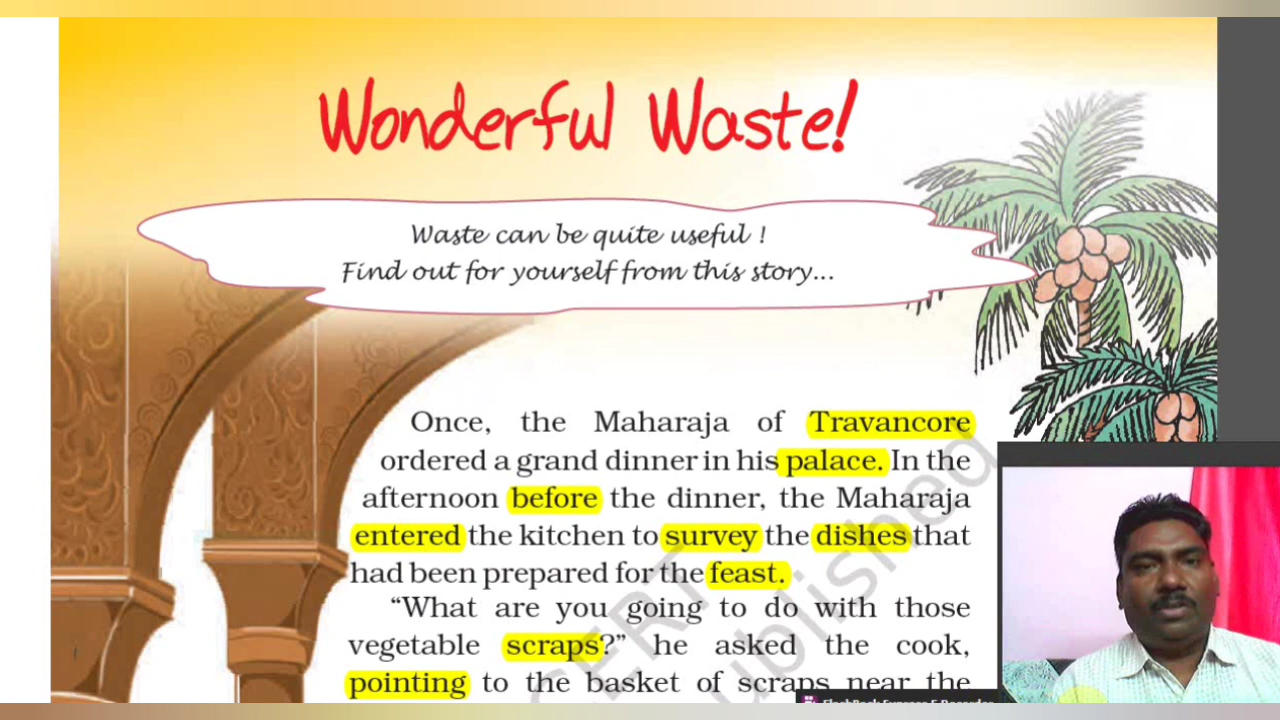 Wonderful Waste!
Waste can be quite useful !
Find out for yourself from this story...
Once, the Maharaja of Travancore
ordered a grand dinner in his palace. In the
afternoon before the dinner, the Maharaja
entered the kitchen to survey the dishes that
had been prepared for the feast.
“What are you going to do with those
vegetable scraps?” he asked the cook,
pointing to the basket of scraps near the